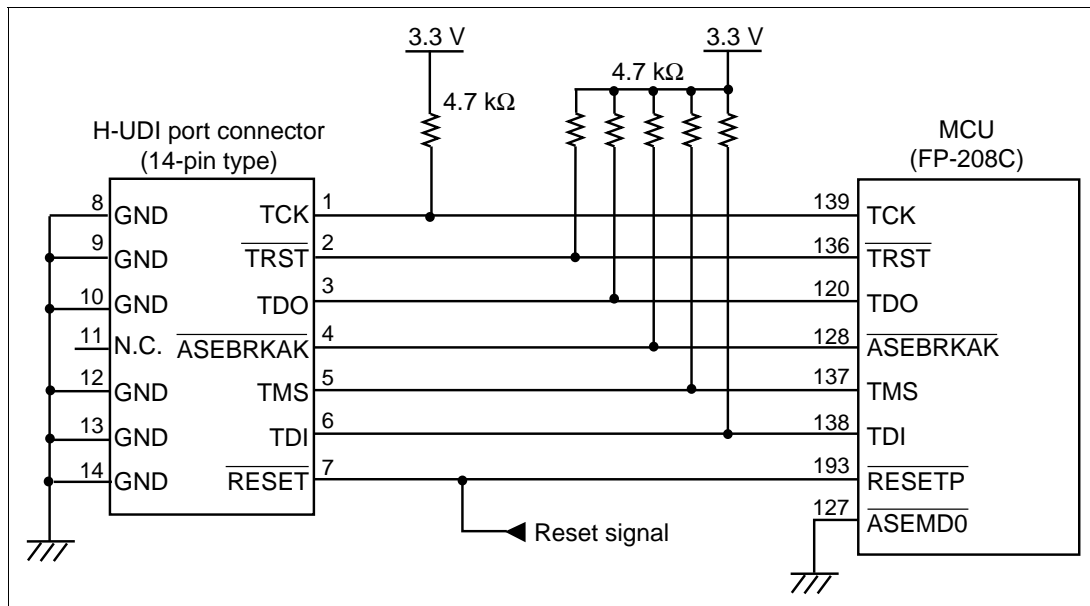 3.3 V
3.3 V
4.7 kΩ
4.7 kΩ
H-UDI port connector
(14-pin type)
MCU
(FP-208C)
8 GND TCK 1 139 TCK
9 GND TRST 2 136 TRST
10 GND TDO 3 120 TDO
11 N.C. ASEBRKAK 4 128 ASEBRKAK
12 GND TMS 5 137 TMS
13 GND TDI 6 138 TDI
14 GND RESET 7 193 RESETP
127 ASEMD0
Reset signal